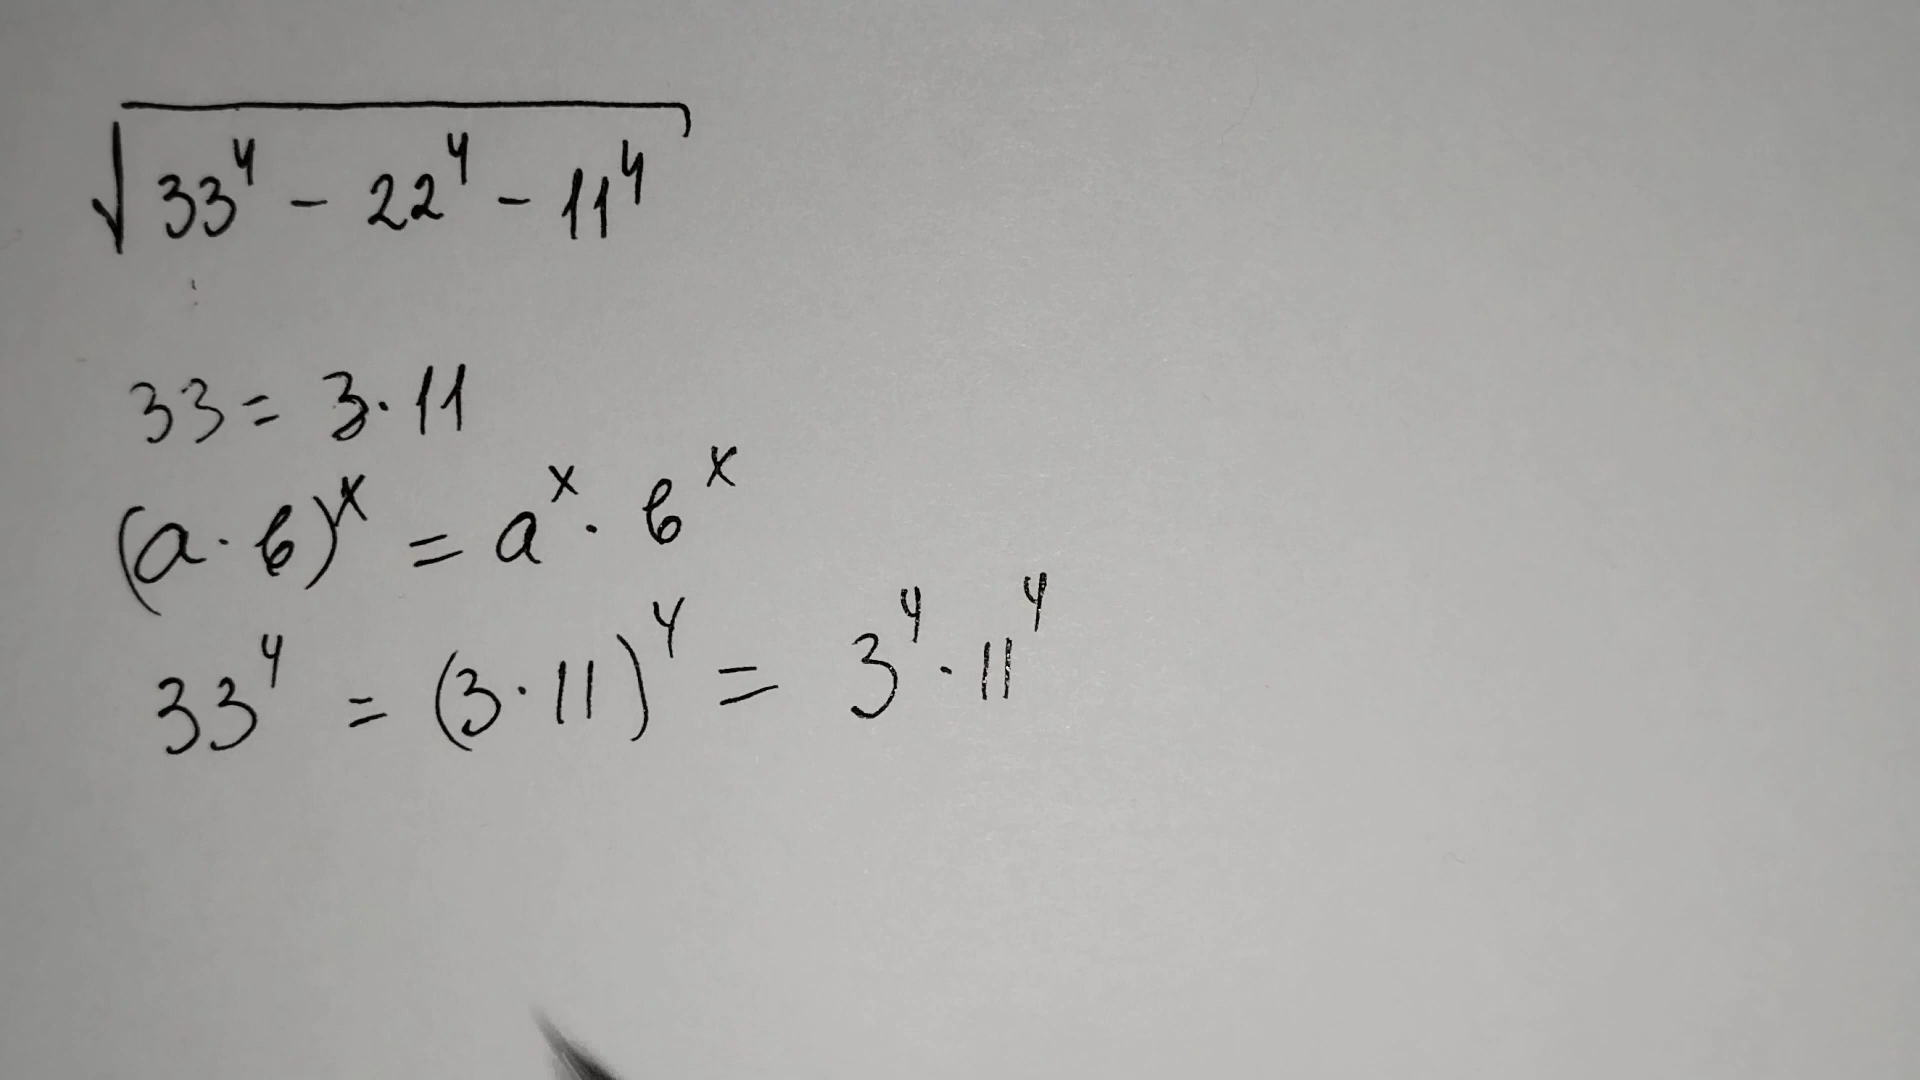 √33⁴ - 22⁴ - 11⁴
33 = 3 · 11
(a · b)ˣ = aˣ · bˣ
33⁴ = (3 · 11)⁴ = 3⁴ · 11⁴